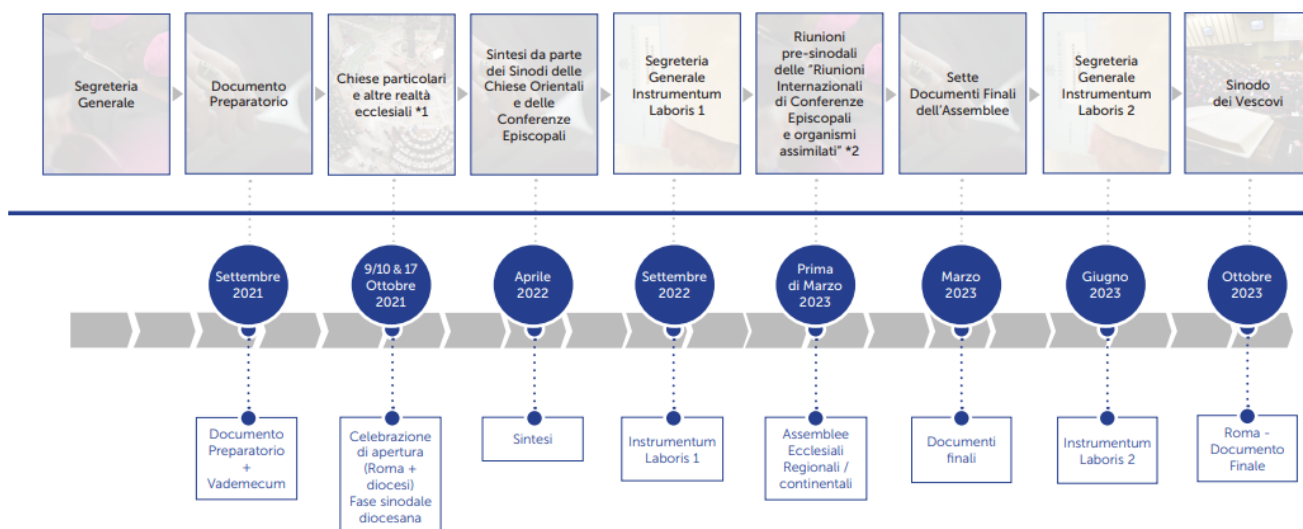 Segreteria
Generale
Documento
Preparatorio
Chiese particolari
e altre realtà
ecclesiali *1
Sintesi da parte
dei Sinodi delle
Chiese Orientali
e delle
Conferenze
Episcopali
Segreteria
Generale
Instrumentum
Laboris 1
Riunioni
pre-sinodali
delle “Riunioni
Internazionali
di Conferenze
Episcopali
e organismi
assimilati” *2
Sette
Documenti Finali
dell’Assemblee
Segreteria
Generale
Instrumentum
Laboris 2
Sinodo
dei Vescovi
Settembre
2021
9/10 & 17
Ottobre
2021
Aprile
2022
Settembre
2022
Prima
di Marzo
2023
Marzo
2023
Giugno
2023
Ottobre
2023
Documento
Preparatorio
+
Vademecum
Celebrazione
di apertura
(Roma +
diocesi)
Fase sinodale
diocesana
Sintesi
Instrumentum
Laboris 1
Assemblee
Ecclesiali
Regionali /
continentali
Documenti
finali
Instrumentum
Laboris 2
Roma -
Documento
Finale